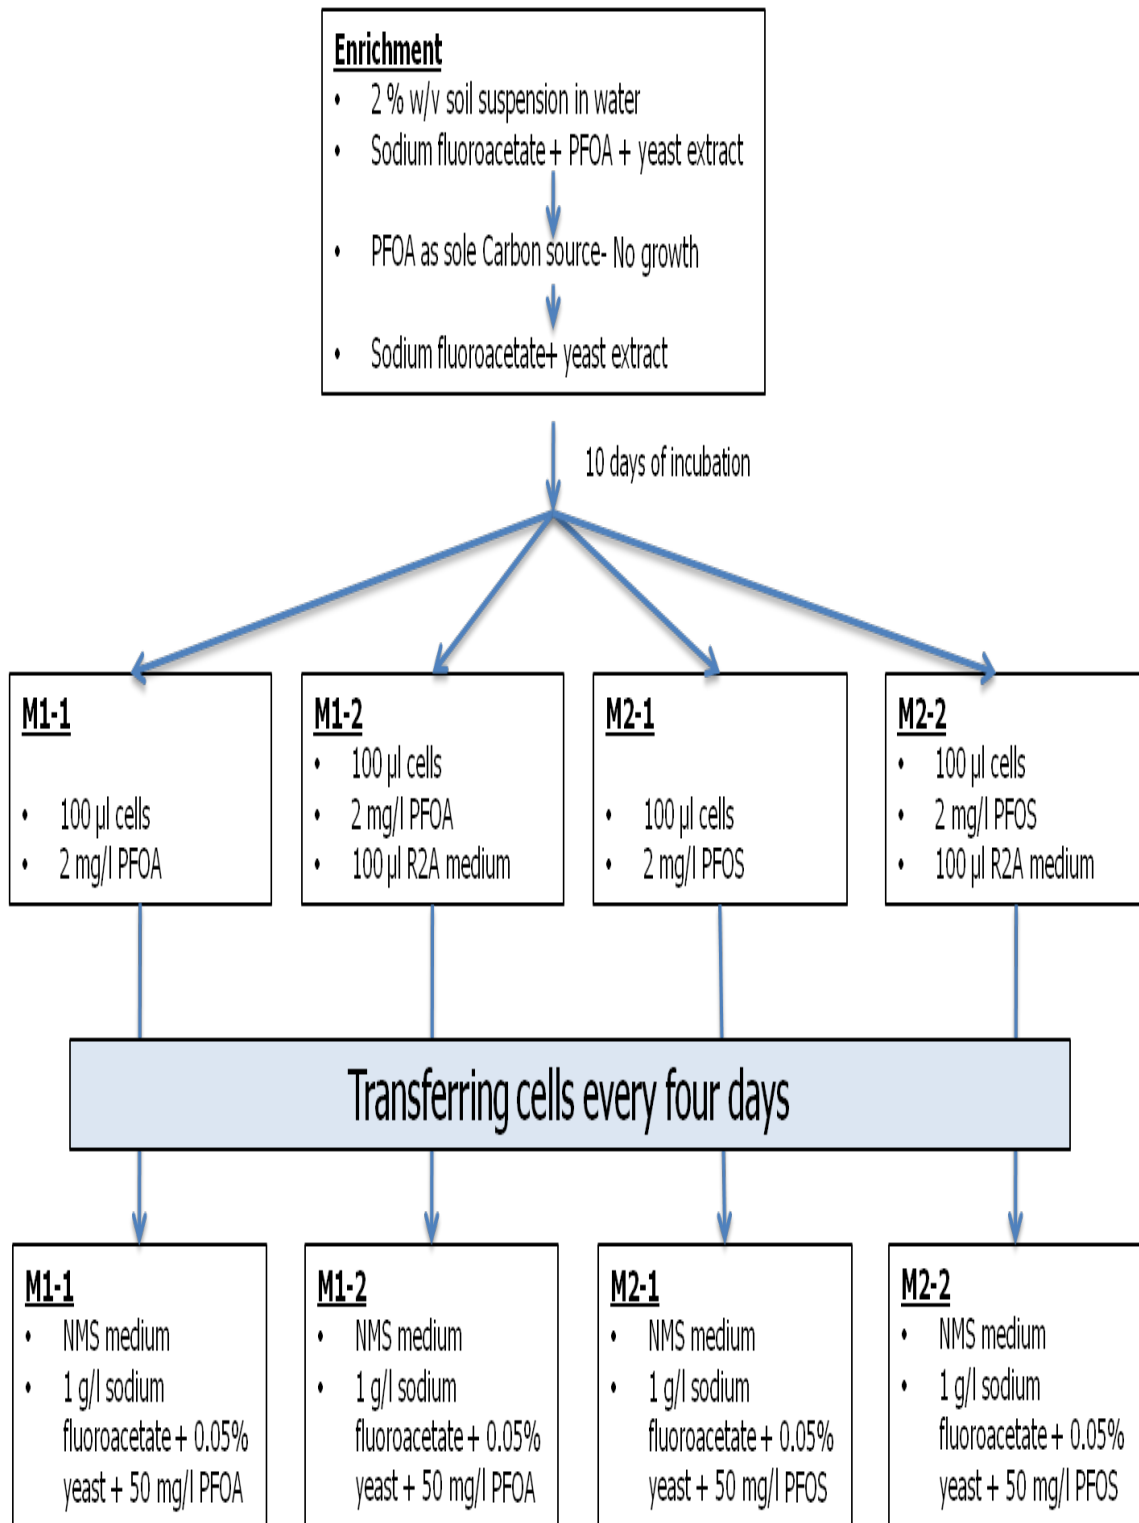 Enrichment
• 2 % w/v soil suspension in water
• Sodium fluoroacetate + PFOA + yeast extract
• PFOA as sole Carbon source- No growth
• Sodium fluoroacetate+ yeast extract
10 days of incubation
M1-1
• 100 µl cells
• 2 mg/l PFOA
M1-2
• 100 µl cells
• 2 mg/l PFOA
• 100 µl R2A medium
M2-1
• 100 µl cells
• 2 mg/l PFOS
M2-2
• 100 µl cells
• 2 mg/l PFOS
• 100 µl R2A medium
Transferring cells every four days
M1-1
• NMS medium
• 1 g/l sodium
fluoroacetate + 0.05%
yeast + 50 mg/l PFOA
M1-2
• NMS medium
• 1 g/l sodium
fluoroacetate + 0.05%
yeast + 50 mg/l PFOA
M2-1
• NMS medium
• 1 g/l sodium
fluoroacetate + 0.05%
yeast + 50 mg/l PFOS
M2-2
• NMS medium
• 1 g/l sodium
fluoroacetate + 0.05%
yeast + 50 mg/l PFOS